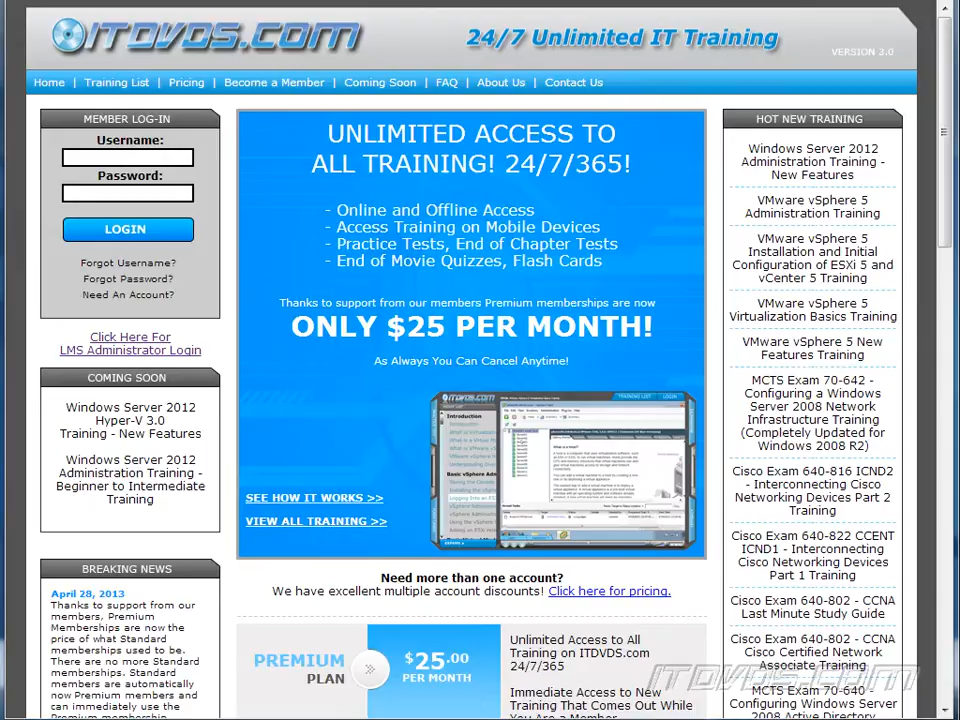 ITDVDS.COM
24/7 Unlimited IT Training
VERSION 3.0
Home | Training List | Pricing | Become a Member | Coming Soon | FAQ | About Us | Contact Us
MEMBER LOG-IN
Username:
Password:
LOGIN
Forgot Username?
Forgot Password?
Need An Account?
Click Here For
LMS Administrator Login
COMING SOON
Windows Server 2012
Hyper-V 3.0
Training - New Features
Windows Server 2012
Administration Training -
Beginner to Intermediate
Training
BREAKING NEWS
April 28, 2013
Thanks to support from our
members, Premium
Memberships are now the
price of what Standard
memberships used to be.
There are no more Standard
memberships. Standard
members are automatically
now Premium members and
can immediately use the
Premium membership
UNLIMITED ACCESS TO
ALL TRAINING! 24/7/365!
- Online and Offline Access
- Access Training on Mobile Devices
- Practice Tests, End of Chapter Tests
- End of Movie Quizzes, Flash Cards
Thanks to support from our members Premium memberships are now
ONLY $25 PER MONTH!
As Always You Can Cancel Anytime!
ITDVDS.COM
TRAINING LIST
LOGIN
Introduction
SEE HOW IT WORKS >>
VIEW ALL TRAINING >>
Need more than one account?
We have excellent multiple account discounts! Click here for pricing.
PREMIUM
PLAN
$25.00
PER MONTH
Unlimited Access to All
Training on ITDVDS.com
24/7/365
Immediate Access to New
Training That Comes Out While
You Are a Member
HOT NEW TRAINING
Windows Server 2012
Administration Training -
New Features
VMware vSphere 5
Administration Training
VMware vSphere 5
Installation and Initial
Configuration of ESXi 5 and
vCenter 5 Training
VMware vSphere 5
Virtualization Basics Training
VMware vSphere 5 New
Features Training
MCTS Exam 70-642 -
Configuring a Windows
Server 2008 Network
Infrastructure Training
(Completely Updated for
Windows 2008 R2)
Cisco Exam 640-816 ICND2
- Interconnecting Cisco
Networking Devices Part 2
Training
Cisco Exam 640-822 CCENT
ICND1 - Interconnecting
Cisco Networking Devices
Part 1 Training
Cisco Exam 640-802 - CCNA
Last Minute Study Guide
Cisco Exam 640-802 - CCNA
Cisco Certified Network
Associate Training
MCTS Exam 70-640 -
Configuring Windows Server
2008 Active Directory
ITDVDS.COM